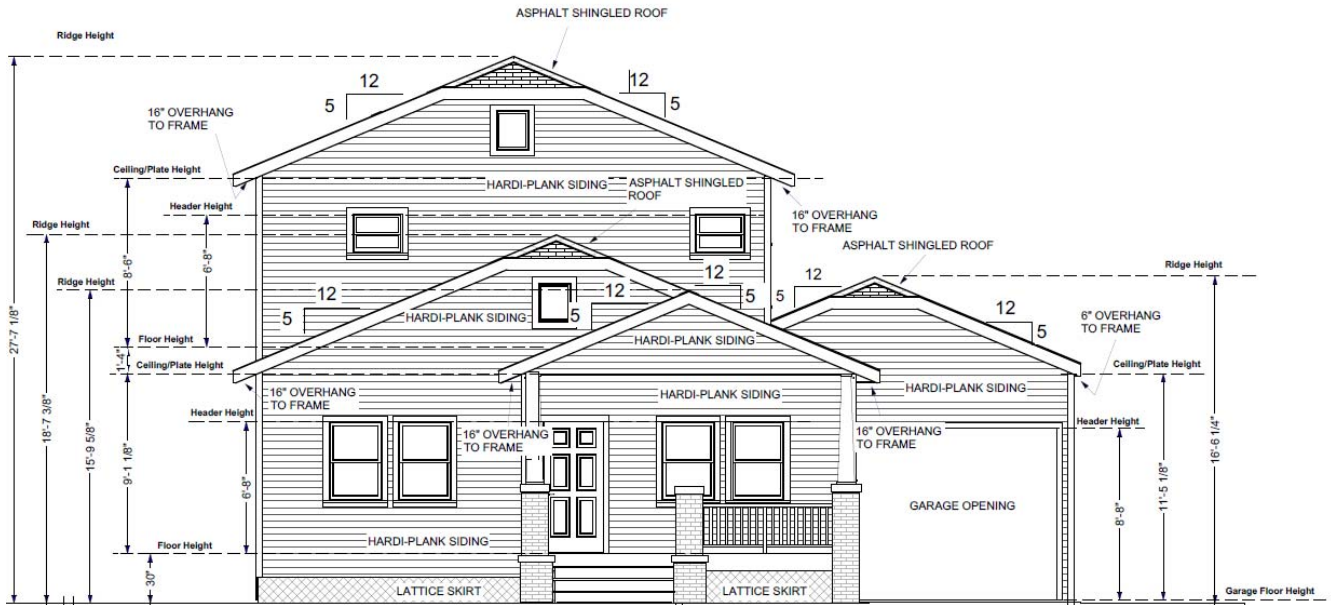 ASPHALT SHINGLED ROOF
Ridge Height
12
5
12
5
16" OVERHANG
TO FRAME
Ceiling/Plate Height
HARDI-PLANK SIDING
ASPHALT SHINGLED
ROOF
Header Height
16" OVERHANG
TO FRAME
Ridge Height
ASPHALT SHINGLED ROOF
8'-6"
6'-8"
Ridge Height
12
5
12
5
Ridge Height
12
5
HARDI-PLANK SIDING
12
5
12
5
6" OVERHANG
TO FRAME
27'-7 1/8"
HARDI-PLANK SIDING
Floor Height
1'-4"
Ceiling/Plate Height
Ceiling/Plate Height
16" OVERHANG
TO FRAME
HARDI-PLANK SIDING
HARDI-PLANK SIDING
18'-7 3/8"
15'-9 5/8"
Header Height
Header Height
16'-6 1/4"
16" OVERHANG
TO FRAME
16" OVERHANG
TO FRAME
9'-1 1/8"
6'-8"
8'-8"
11'-5 1/8"
GARAGE OPENING
Floor Height
HARDI-PLANK SIDING
30"
LATTICE SKIRT
LATTICE SKIRT
Garage Floor Height